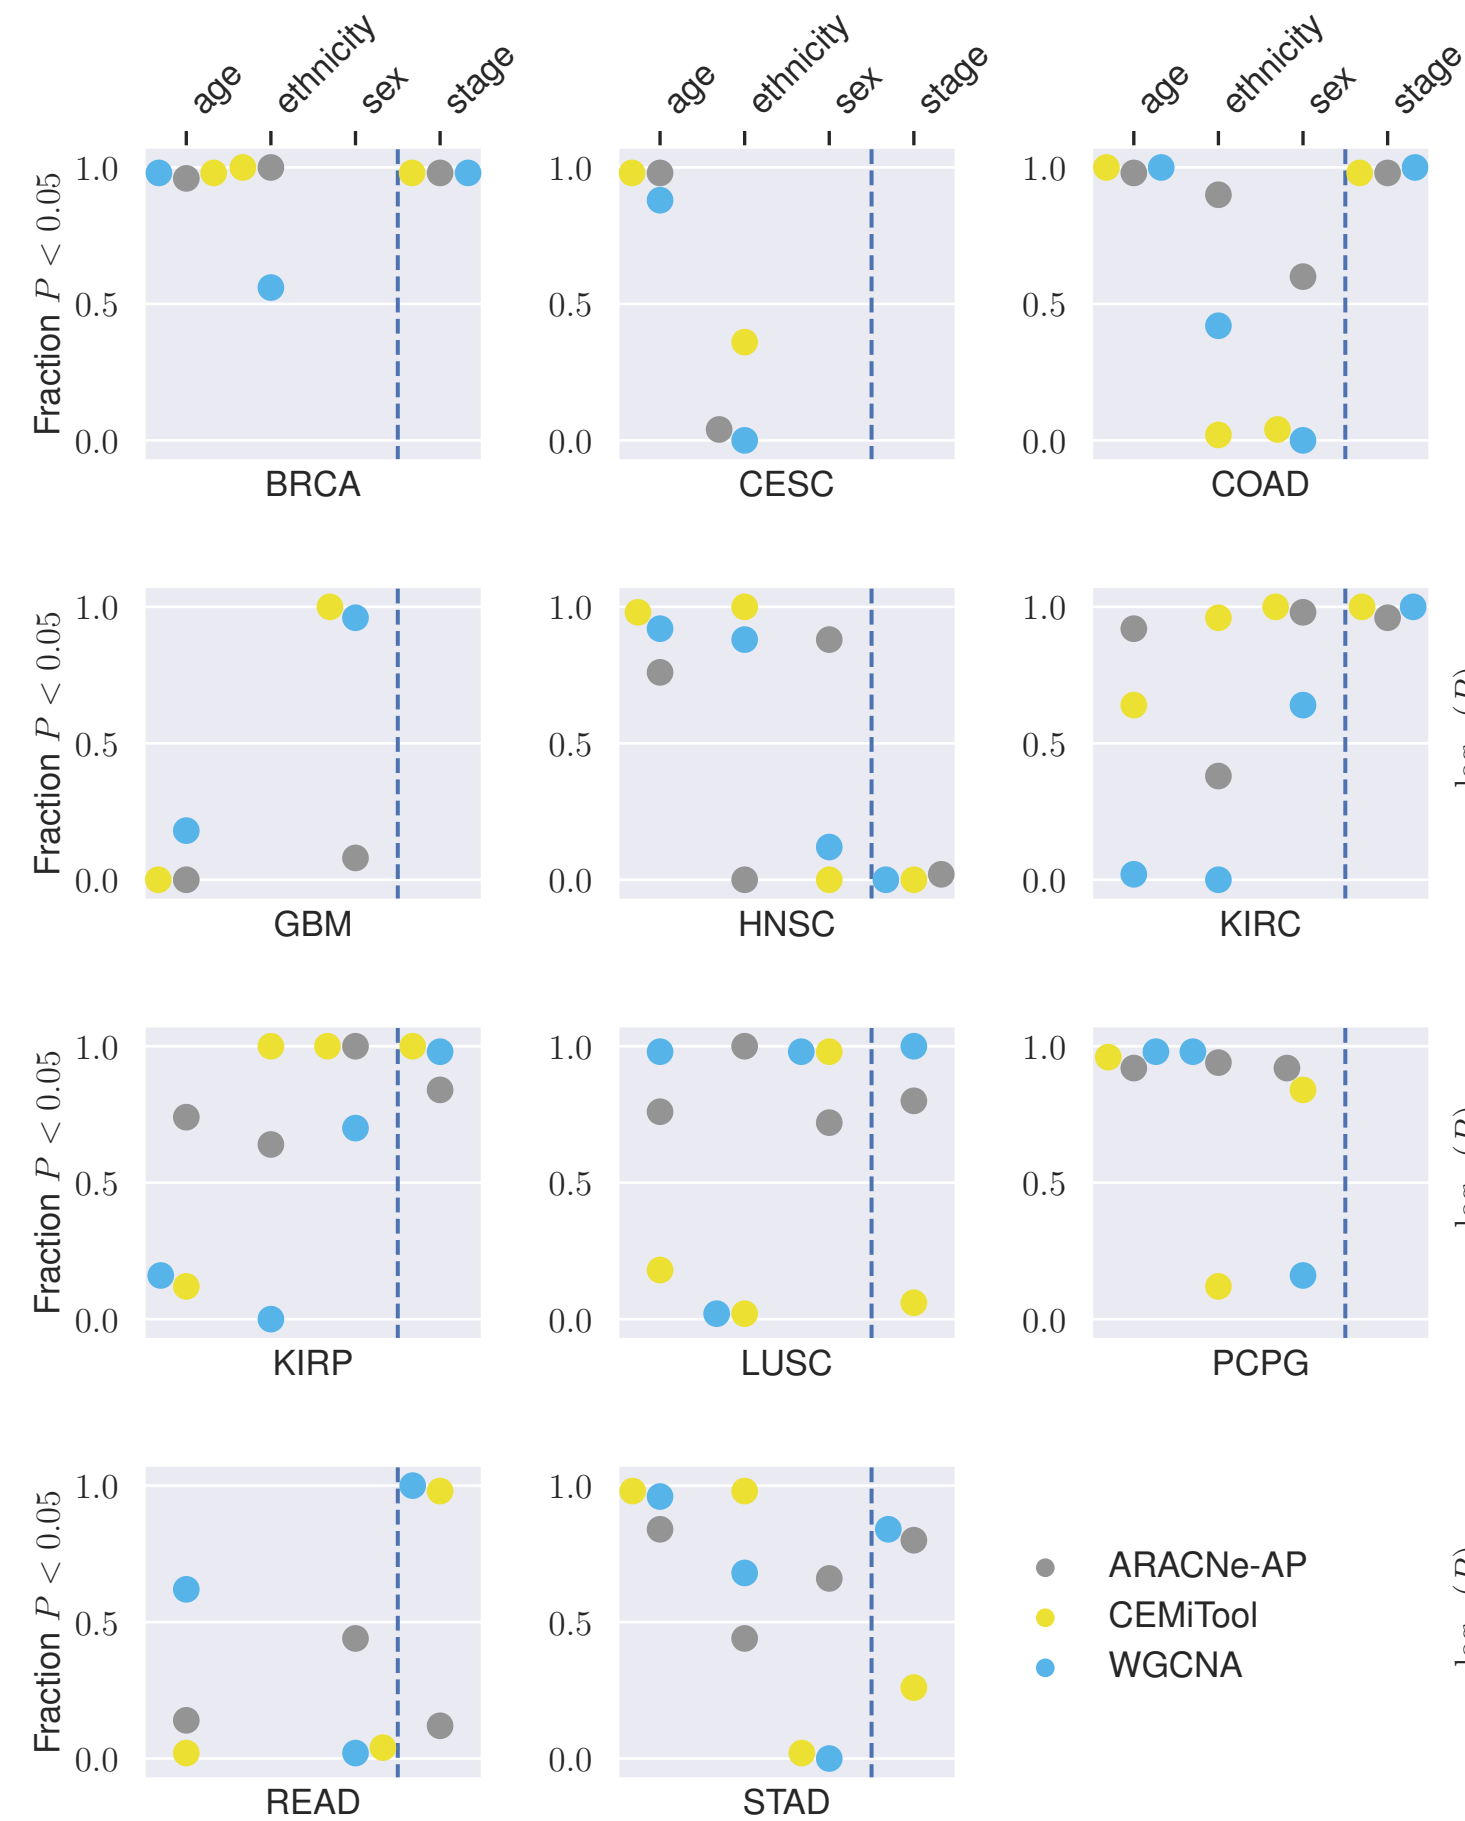 age ethnicity sex stage age ethnicity sex stage age ethnicity sex stage
Fraction P < 0.05
1.0 0.5 0.0 1.0 0.5 0.0 1.0 0.5 0.0
BRCA CESC COAD
Fraction P < 0.05
1.0 0.5 0.0 1.0 0.5 0.0 1.0 0.5 0.0
GBM HNSC KIRC
Fraction P < 0.05
1.0 0.5 0.0 1.0 0.5 0.0 1.0 0.5 0.0
KIRP LUSC PCPG
Fraction P < 0.05
1.0 0.5 0.0 1.0 0.5 0.0
READ STAD
ARACNe-AP
CEMiTool
WGCNA